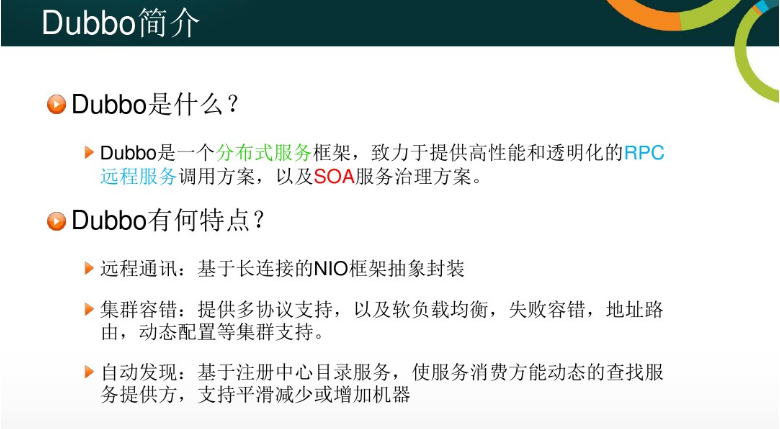 Dubbo简介
Dubbo是什么？
Dubbo是一个分布式服务框架，致力于提供高性能和透明化的RPC
远程服务调用方案，以及SOA服务治理方案。
Dubbo有何特点？
远程通讯：基于长连接的NIO框架抽象封装
集群容错：提供多协议支持，以及软负载均衡，失败容错，地址路
由，动态配置等集群支持。
自动发现：基于注册中心目录服务，使服务消费方能动态的查找服
务提供方，支持平滑减少或增加机器